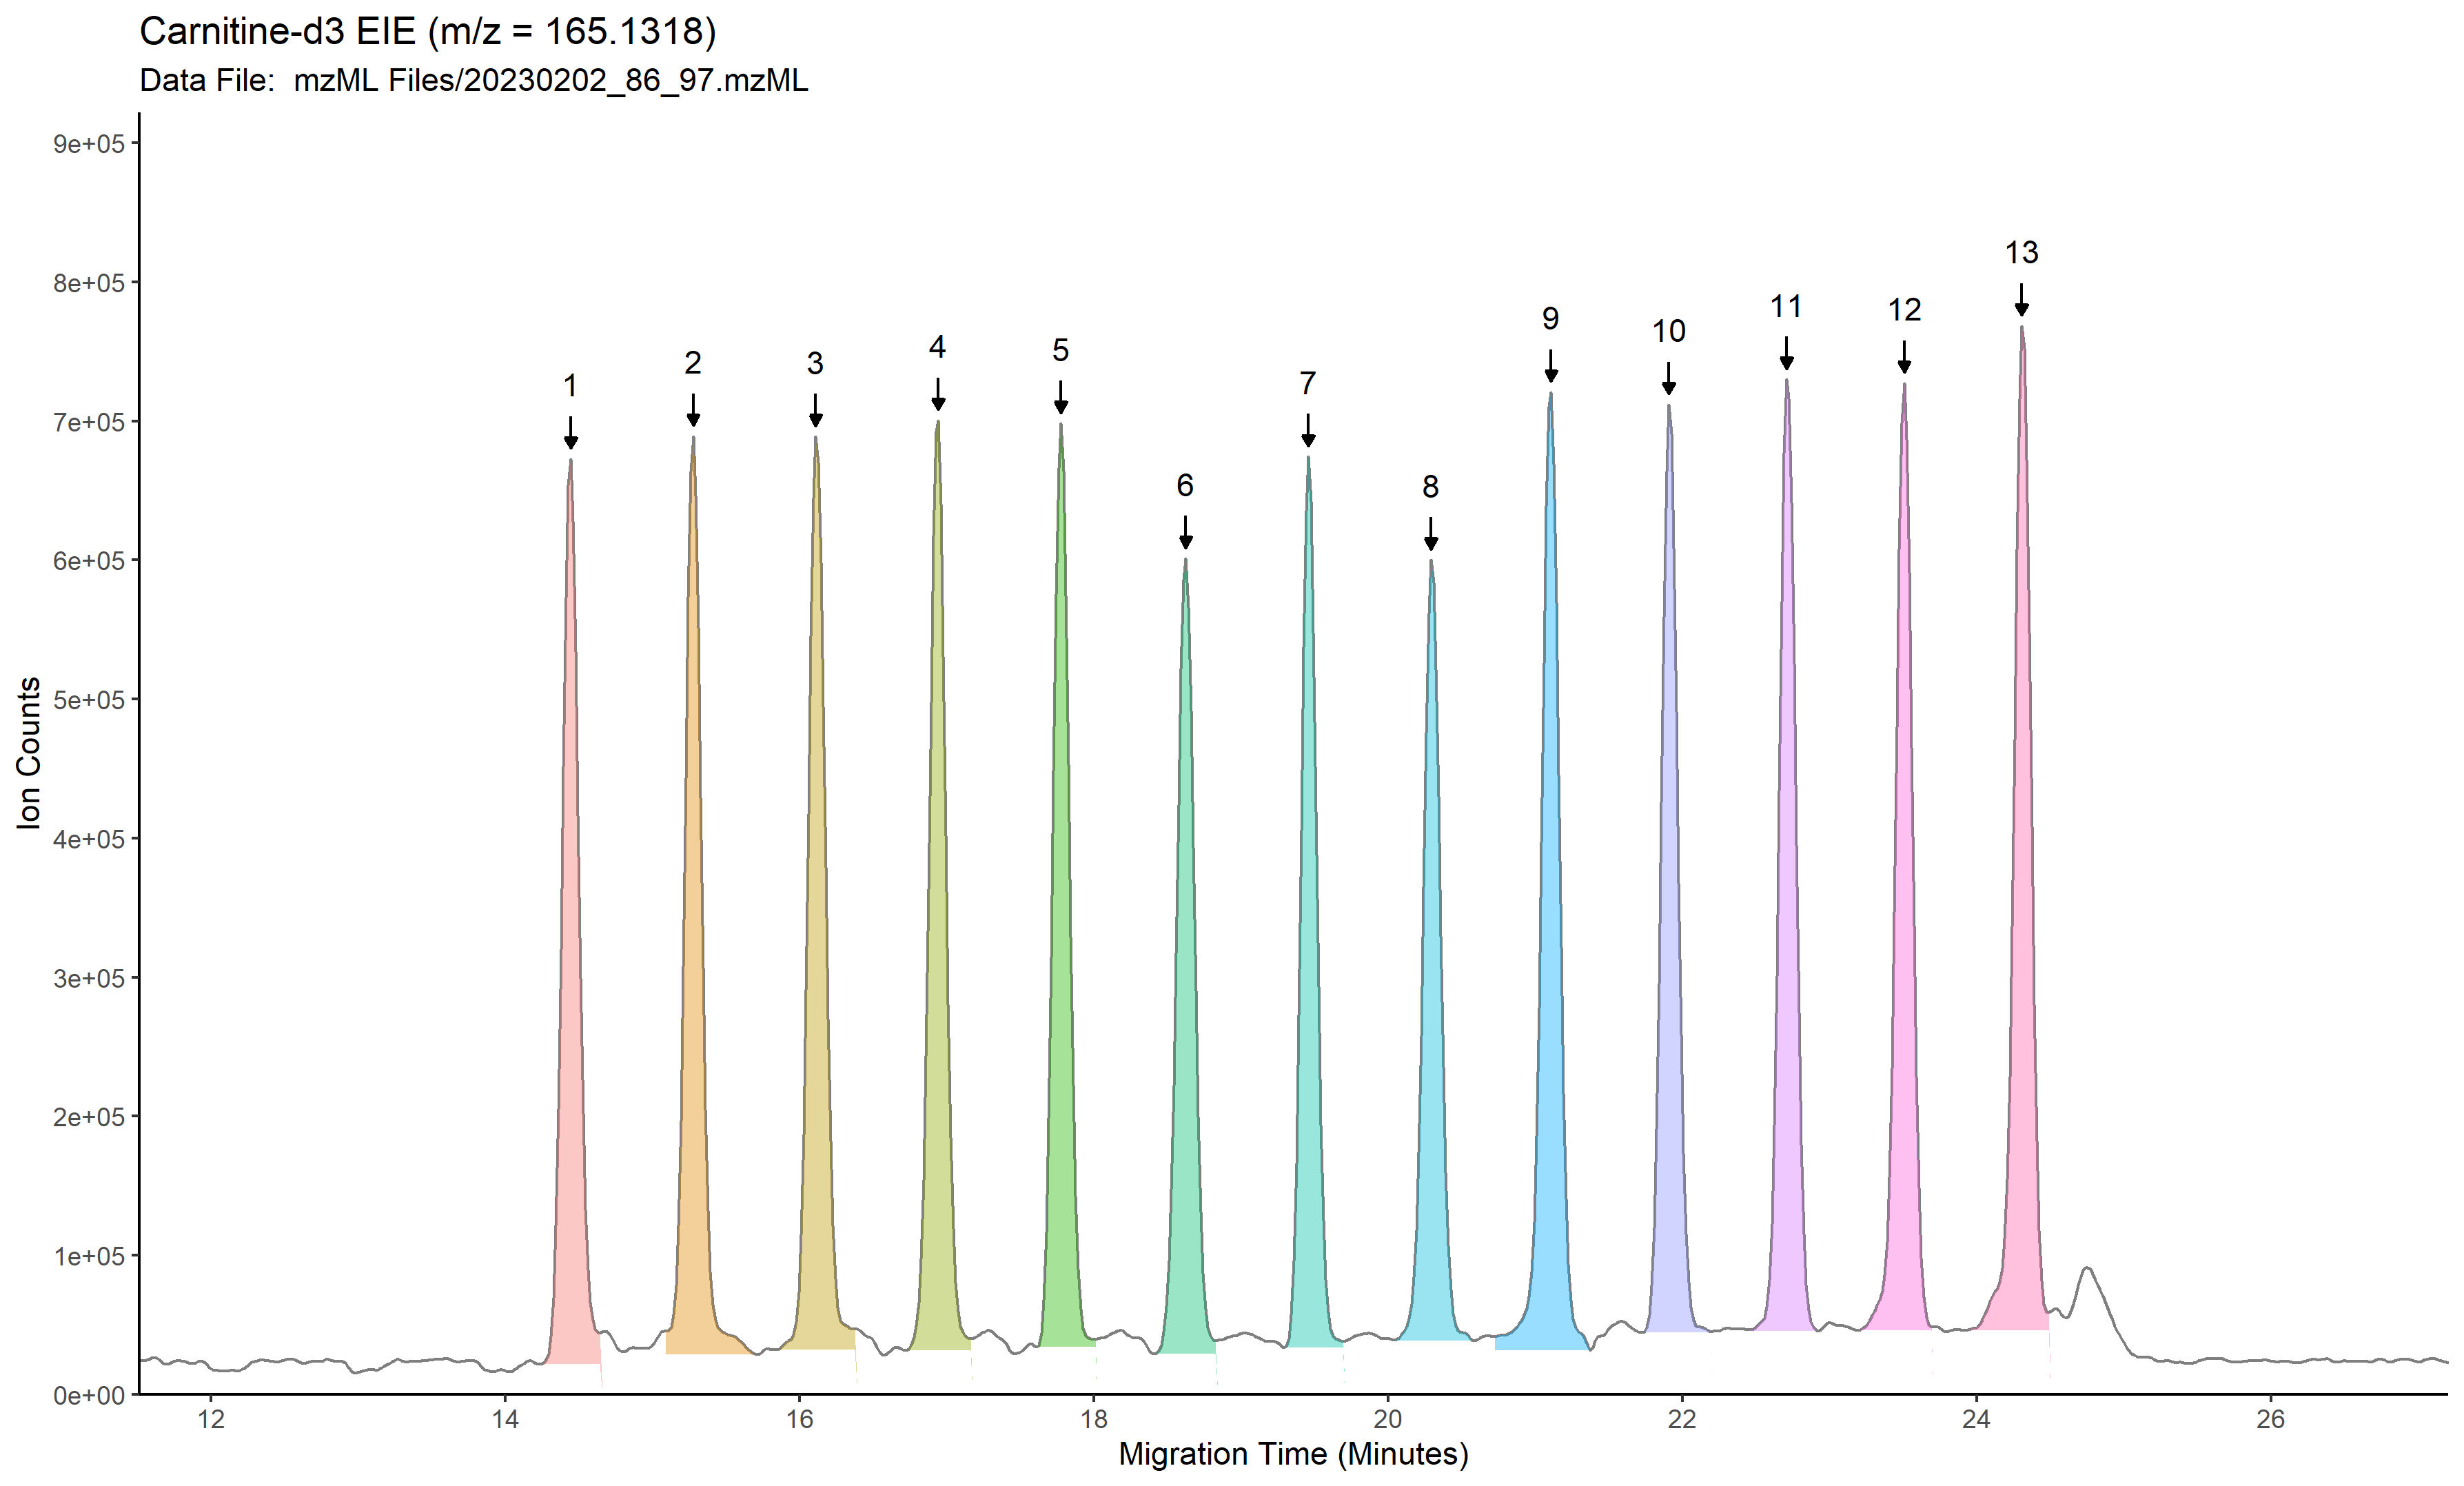 Carnitine-d3 EIE (m/z = 165.1318)
Data File:  mzML Files/20230202_86_97.mzML
9e+05
8e+05
7e+05
6e+05
5e+05
4e+05
3e+05
2e+05
1e+05
0e+00
Ion Counts
1
2
3
4
5
6
7
8
9
10
11
12
13
12
14
16
18
20
22
24
26
Migration Time (Minutes)